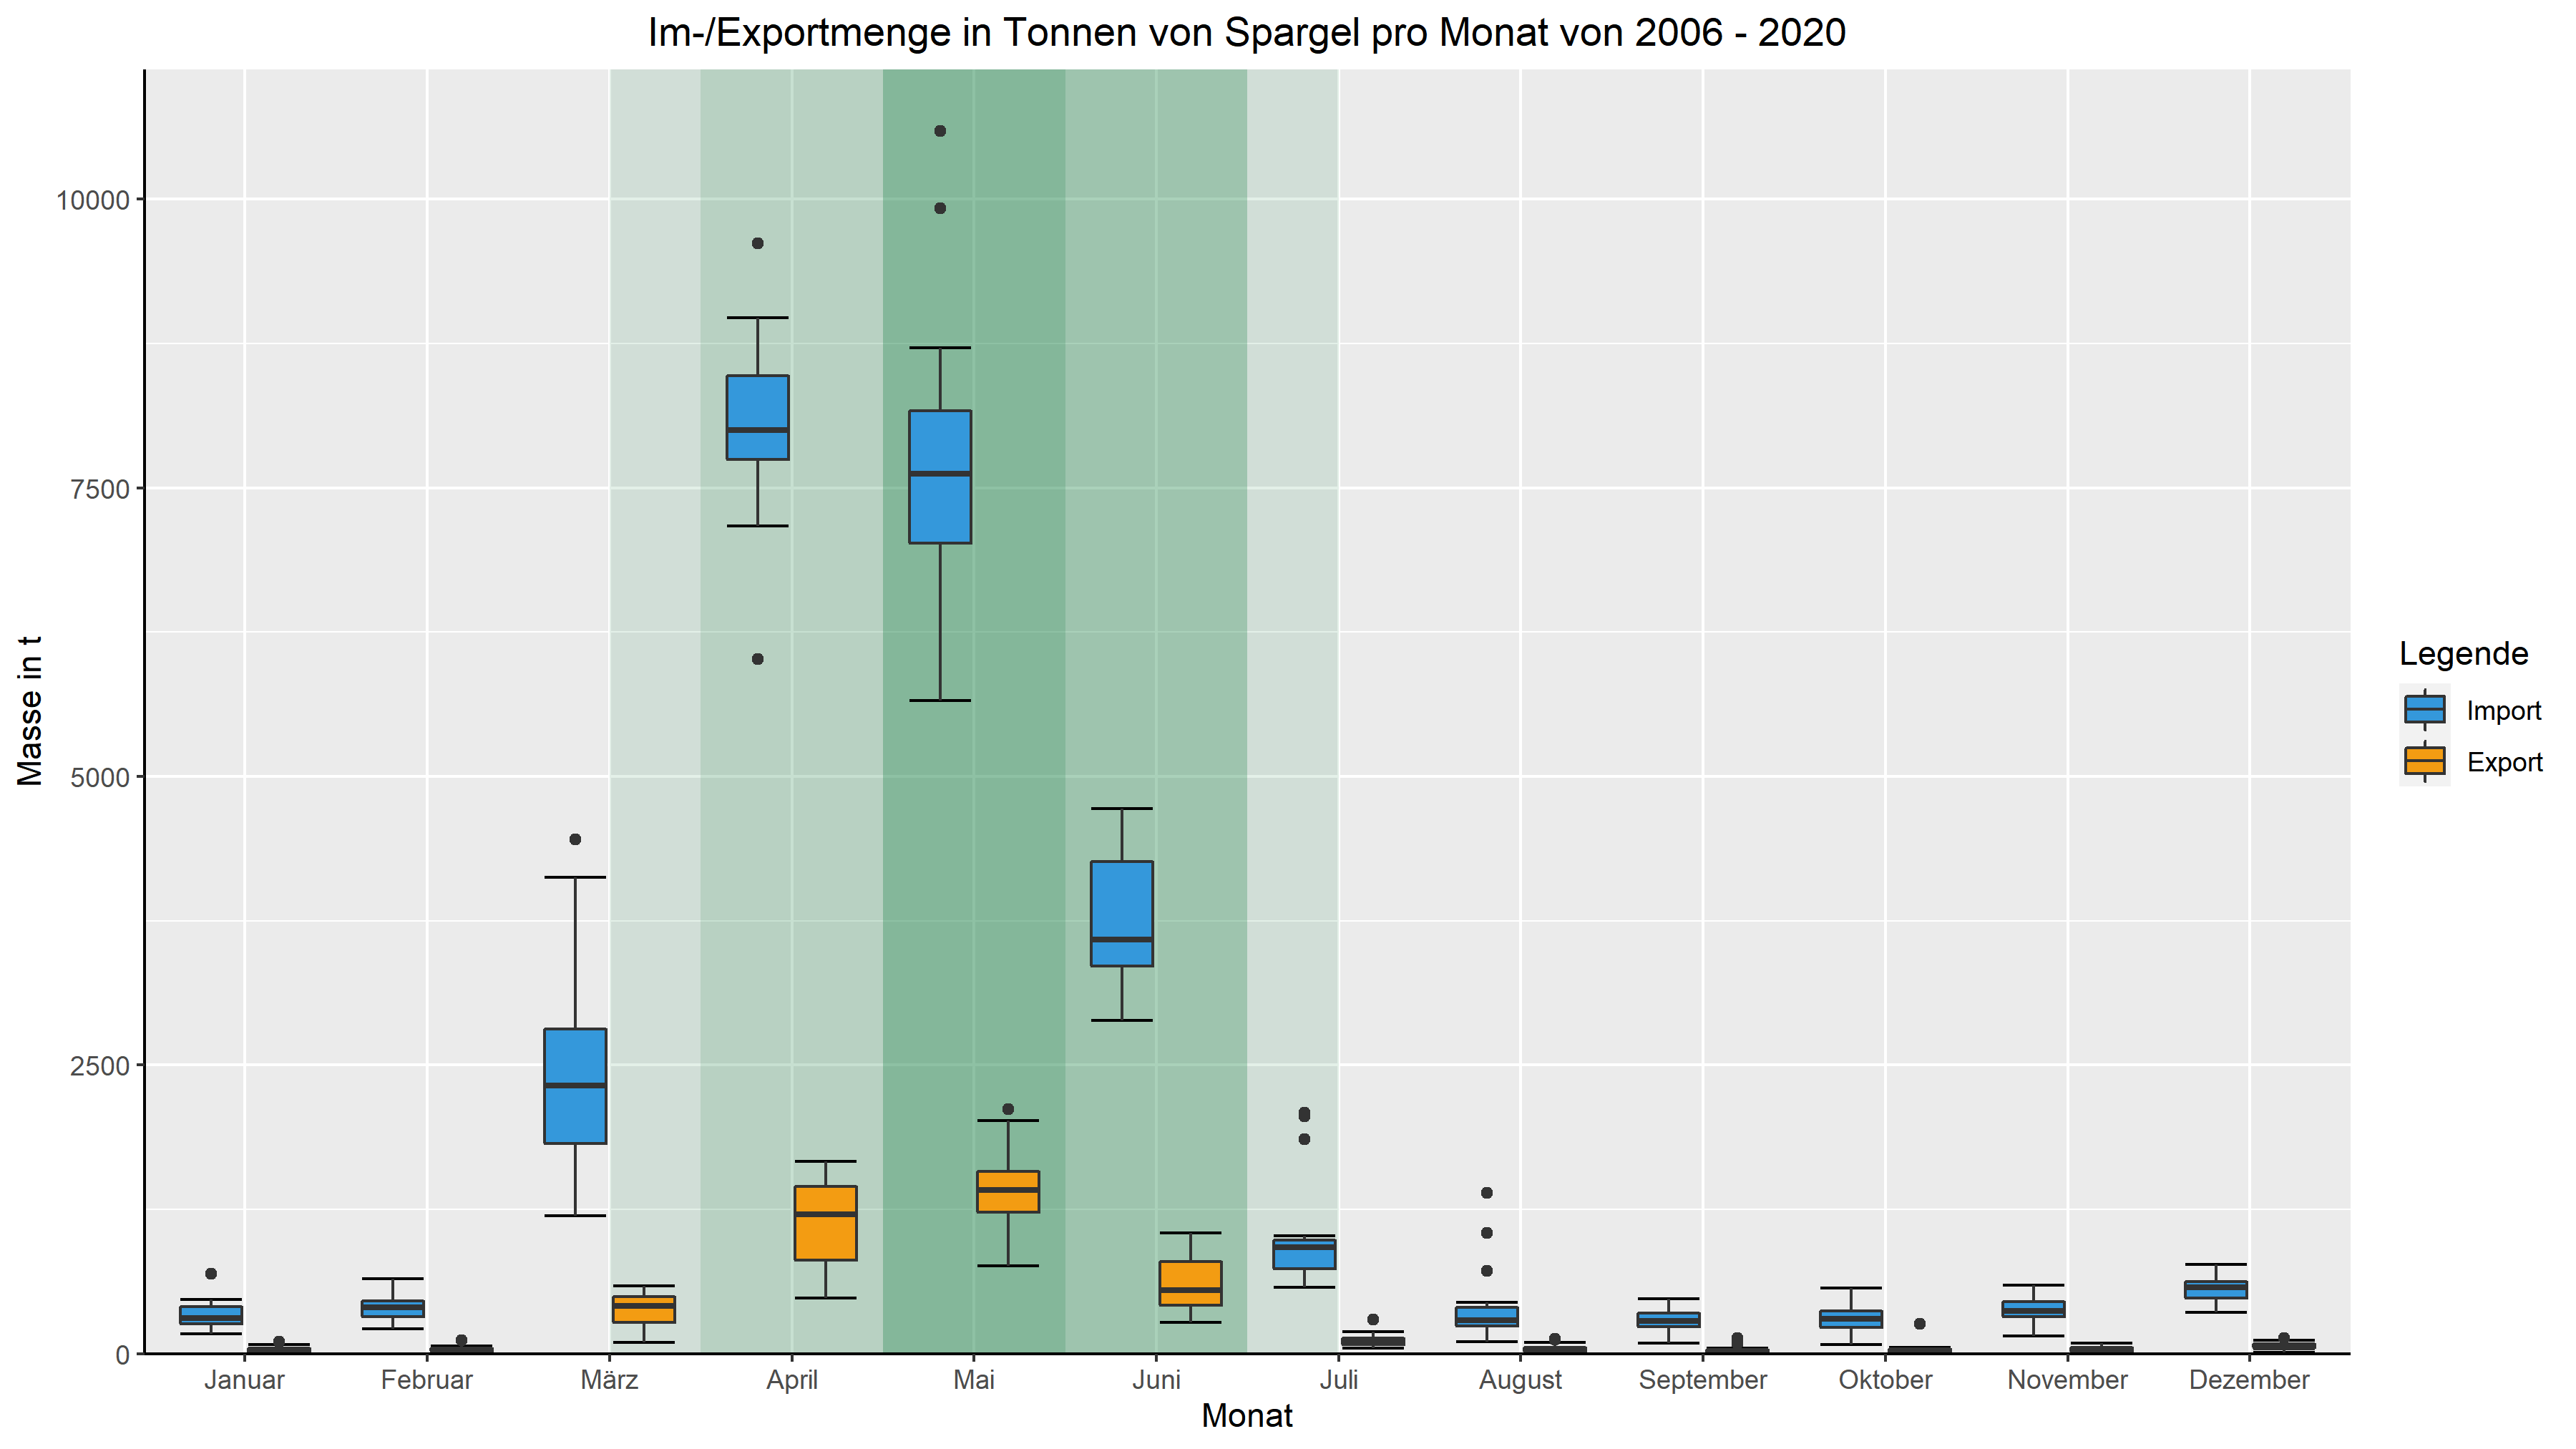 Im-/Exportmenge in Tonnen von Spargel pro Monat von 2006 - 2020
Masse in t
10000
7500
5000
2500
0
Januar Februar März April Mai Juni Juli August September Oktober November Dezember
Monat
Legende
Import
Export